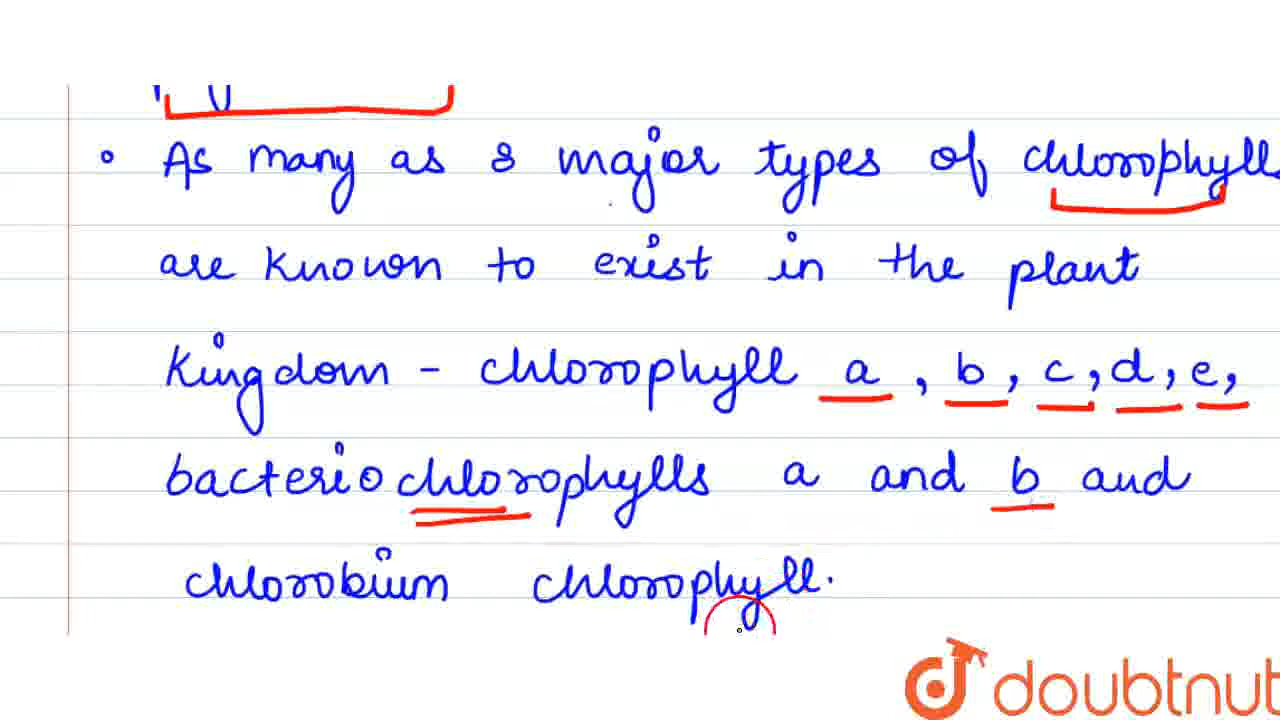 • As many as 8 major types of chlorophylls
are known to exist in the plant
Kingdom - chlorophyll a, b, c, d, e,
bacteriochlorophylls a and b and
chlorobium chlorophyll.
doubtnut